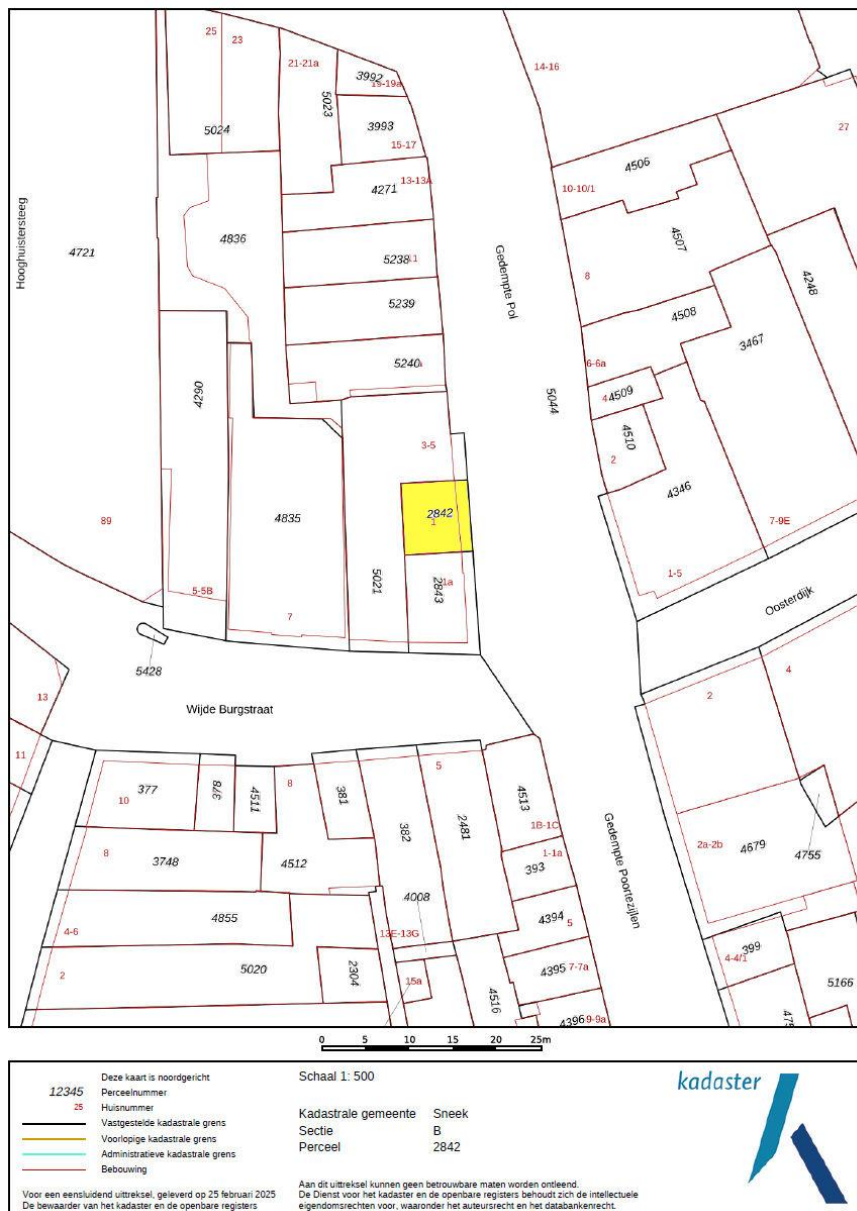 25
23
21-21a
3992
19-19a
14-16
5024
5023
3993
15-17
27
4506
13-13A
4271
10-10/1
Hooghuistersteeg
4721
4836
Gedempte Pol
4507
5238
11
8
4248
5239
4508
3467
5240
6-6a
4290
5044
4509
4
4510
3-5
2
4346
89
4835
2842
1
7-9E
5-5B
7
5021
2843
1a
1-5
Oosterdijk
5428
Wijde Burgstraat
13
2
4
11
377
378
4511
8
381
5
4513
10
382
2481
1B-1C
8
3748
4512
1-1a
393
Gedempte Poortezijlen
2a-2b
4679
4755
4008
4-6
4855
13E-13G
4394
5
399
4-4/1
2
5020
2304
15a
4395
7-7a
4516
5166
4396
9-9a
0 5 10 15 20 25m
Deze kaart is noordgericht
12345 Perceelnummer
25 Huisnummer
Vastgestelde kadastrale grens
Voorlopige kadastrale grens
Administratieve kadastrale grens
Bebouwing
Voor een eensluidend uittreksel, geleverd op 25 februari 2025
De bewaarder van het kadaster en de openbare registers
Schaal 1: 500
Kadastrale gemeente Sneek
Sectie B
Perceel 2842
Aan dit uittreksel kunnen geen betrouwbare maten worden ontleend.
De Dienst voor het kadaster en de openbare registers behoudt zich de intellectuele
eigendomsrechten voor, waaronder het auteursrecht en het databankenrecht.
kadaster